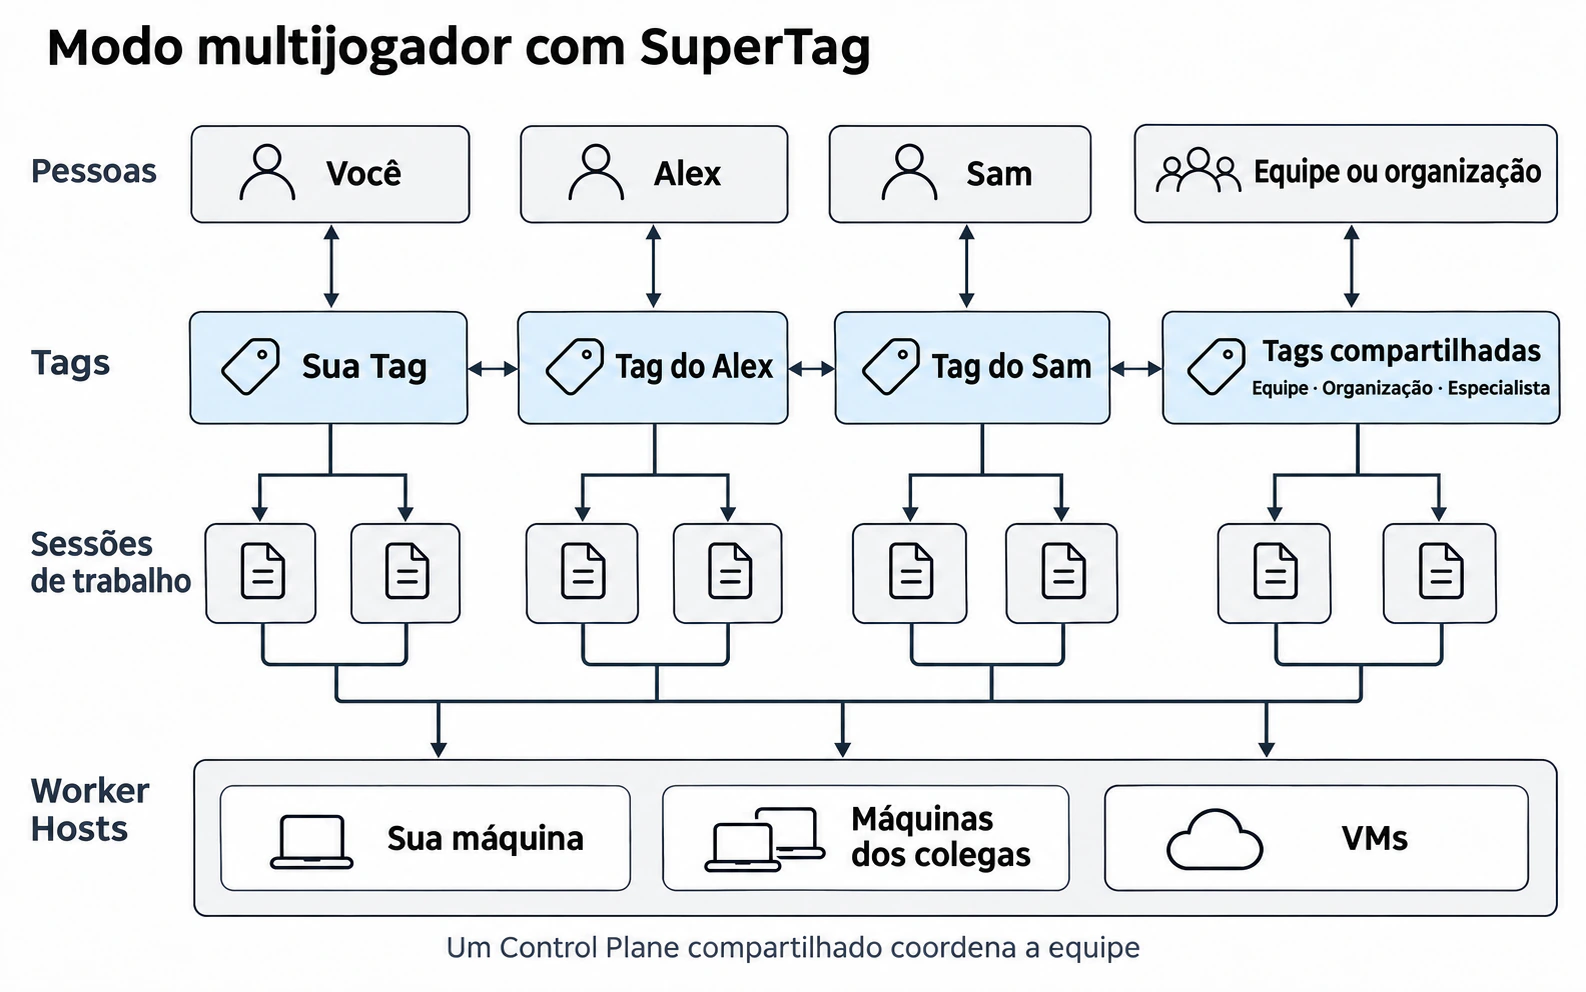 Modo multijogador com SuperTag
Pessoas
Você
Alex
Sam
Equipe ou organização
Tags
Sua Tag
Tag do Alex
Tag do Sam
Tags compartilhadas
Equipe · Organização · Especialista
Sessões
de trabalho
Worker
Hosts
Sua máquina
Máquinas
dos colegas
VMs
Um Control Plane compartilhado coordena a equipe